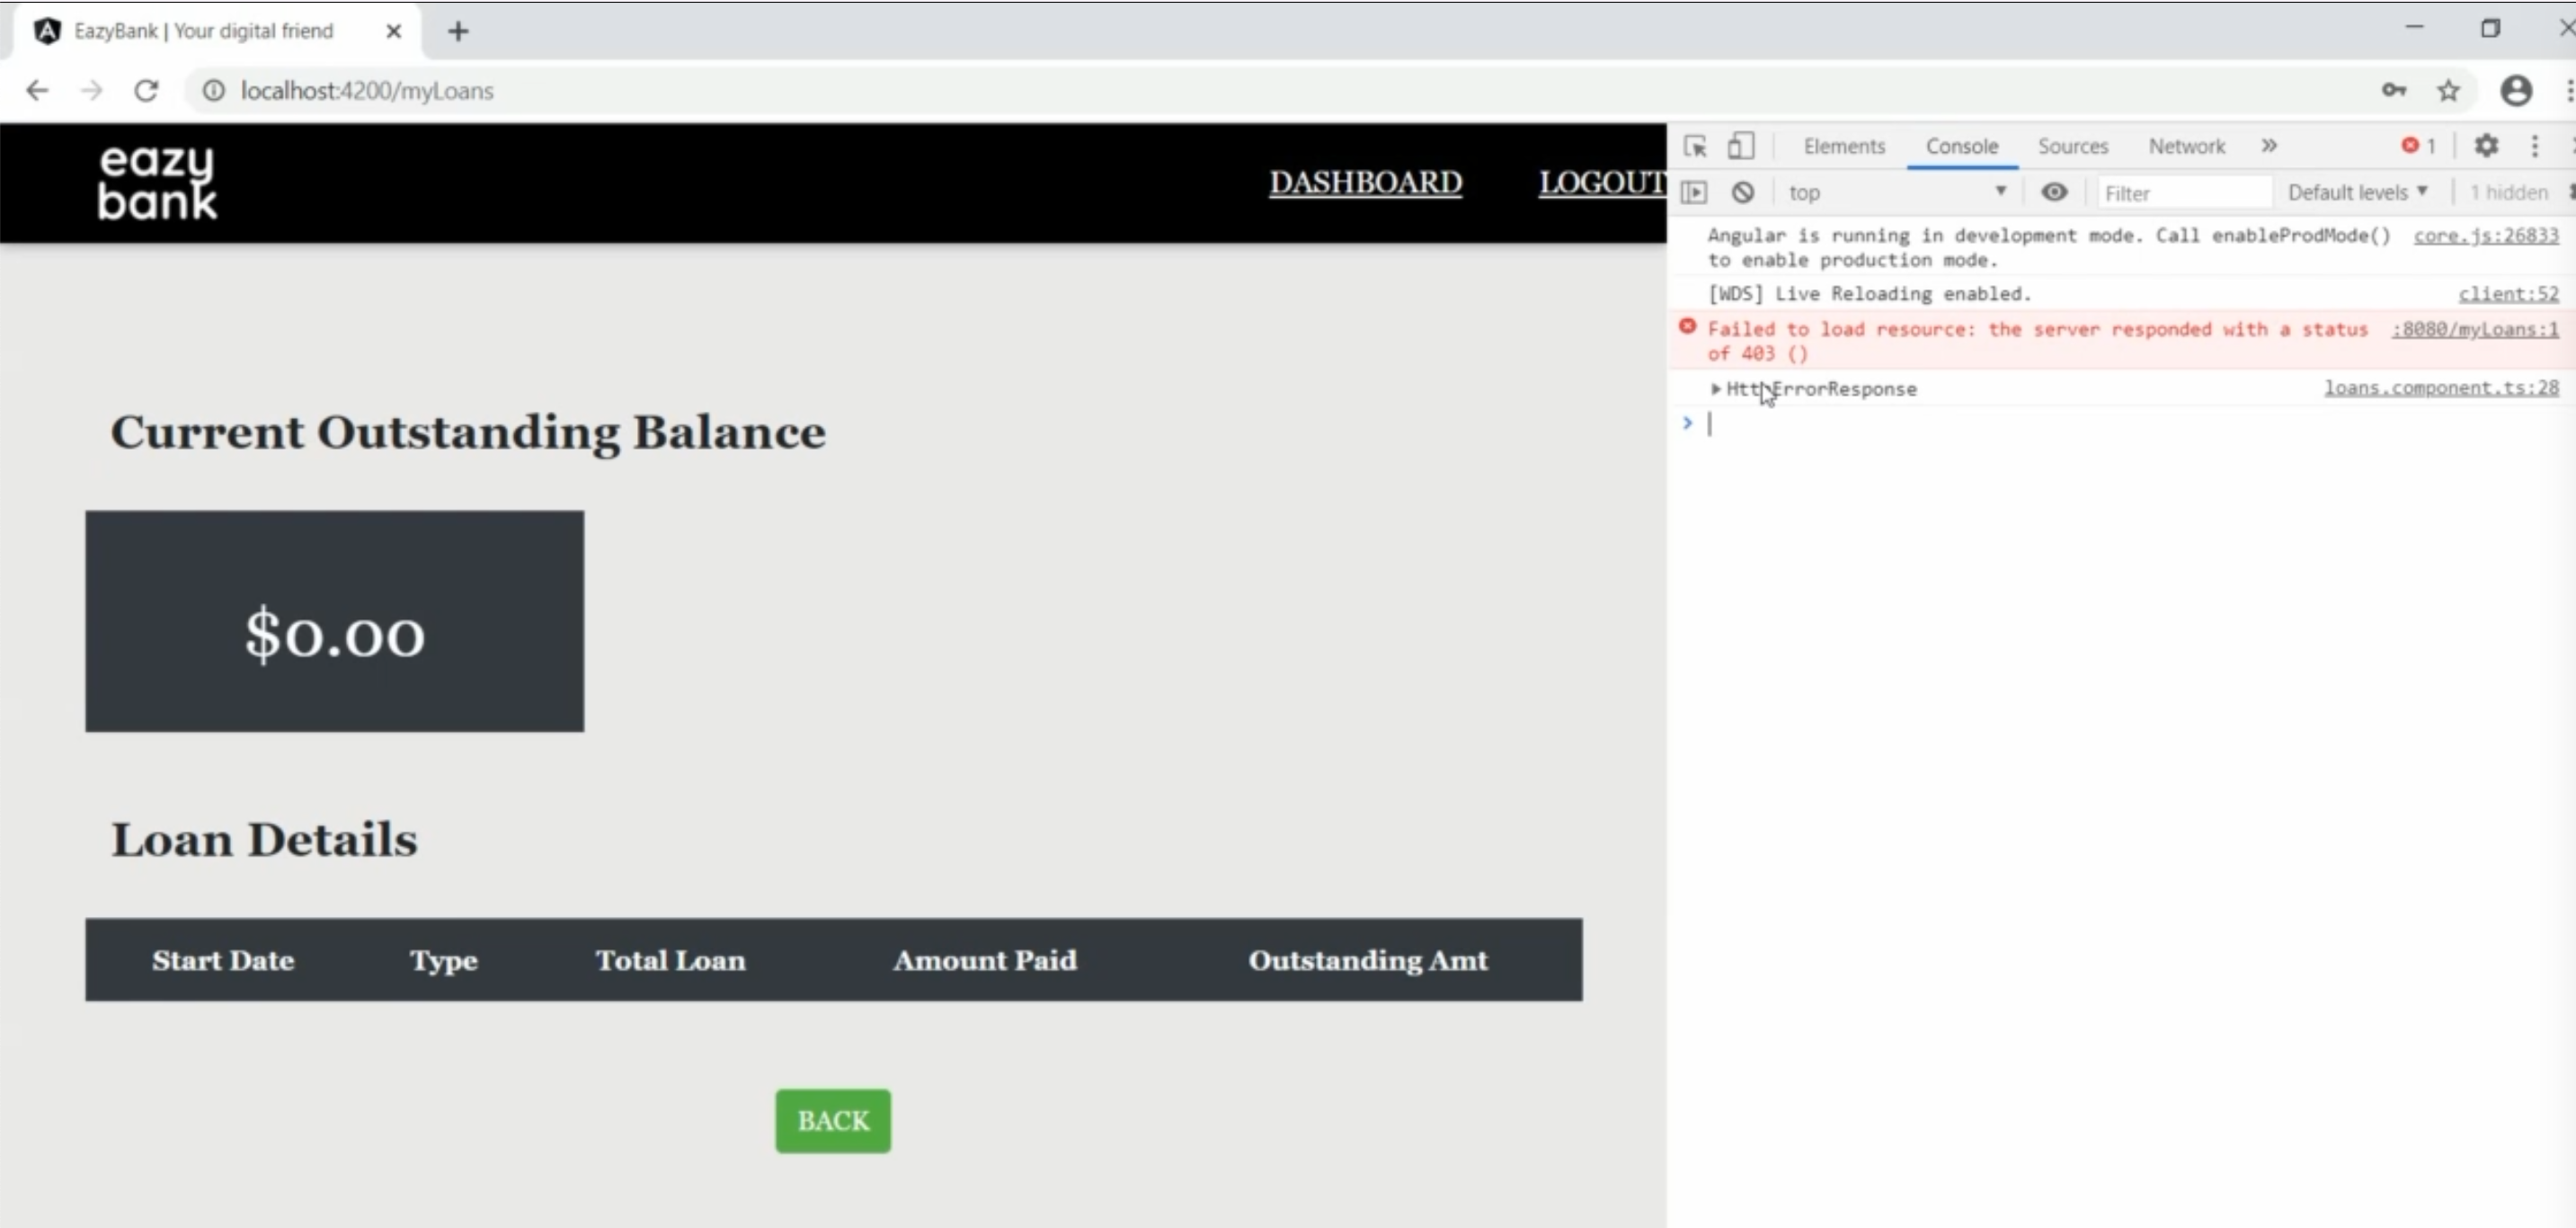 EazyBank | Your digital friend
localhost:4200/myLoans
eazy
bank
DASHBOARD
LOGOUT
Elements
Console
Sources
Network
1
top
Filter
Default levels
1 hidden
Angular is running in development mode. Call enableProdMode() core.js:26833
to enable production mode.
[WDS] Live Reloading enabled. client:52
Failed to load resource: the server responded with a status :8080/myLoans:1
of 403 ()
HttpErrorResponse loans.component.ts:28
Current Outstanding Balance
$0.00
Loan Details
Start Date Type Total Loan Amount Paid Outstanding Amt
BACK